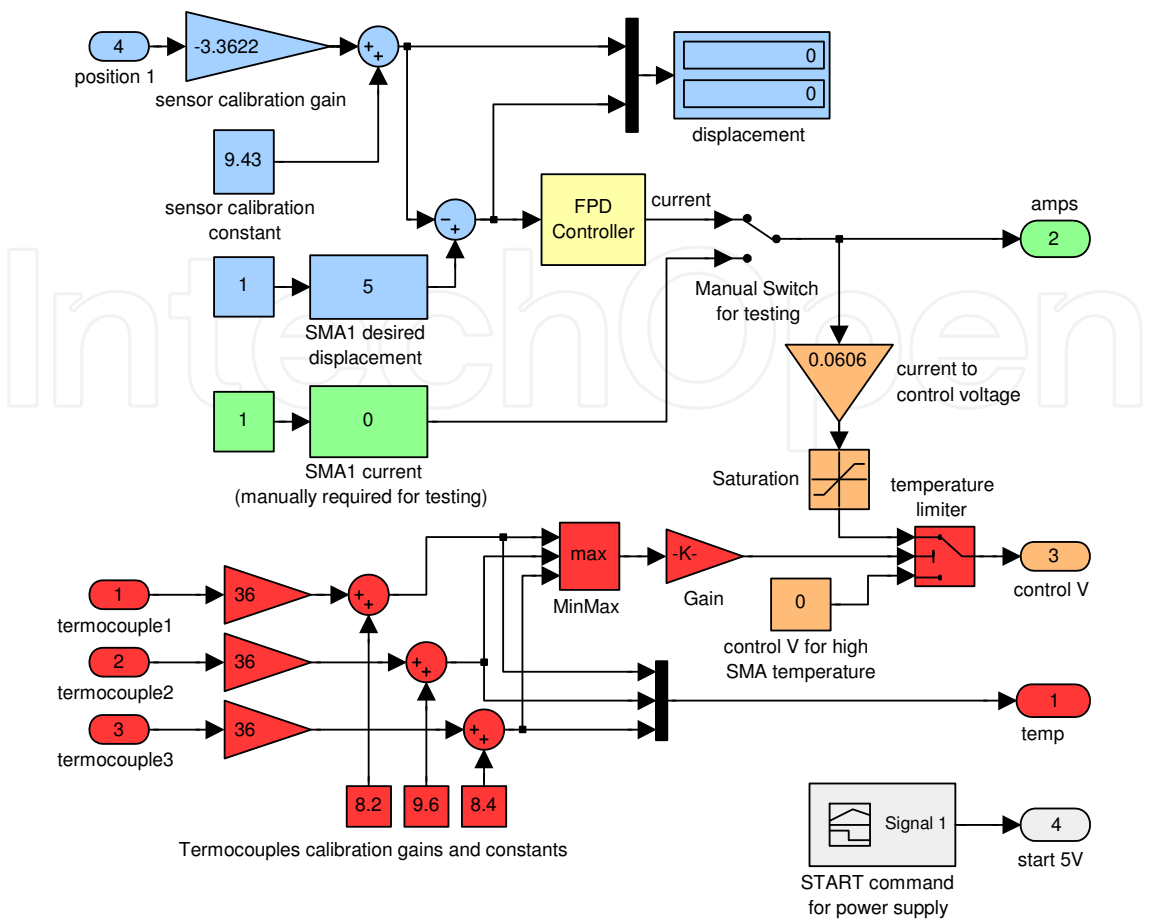 4
position 1
-3.3622
+
+
sensor calibration gain
0
0
displacement
9.43
sensor calibration
constant
−
+
FPD
Controller
current
amps
2
1
5
SMA1 desired
displacement
Manual Switch
for testing
IntechOpen
0.0606
current to
control voltage
1
0
SMA1 current
(manually required for testing)
Saturation
temperature
limiter
max
MinMax
-K-
Gain
3
control V
0
control V for high
SMA temperature
1
termocouple1
36
+
+
2
termocouple2
36
+
+
3
termocouple3
36
+
+
1
temp
8.2
9.6
8.4
Termocouples calibration gains and constants
Signal 1
4
start 5V
START command
for power supply